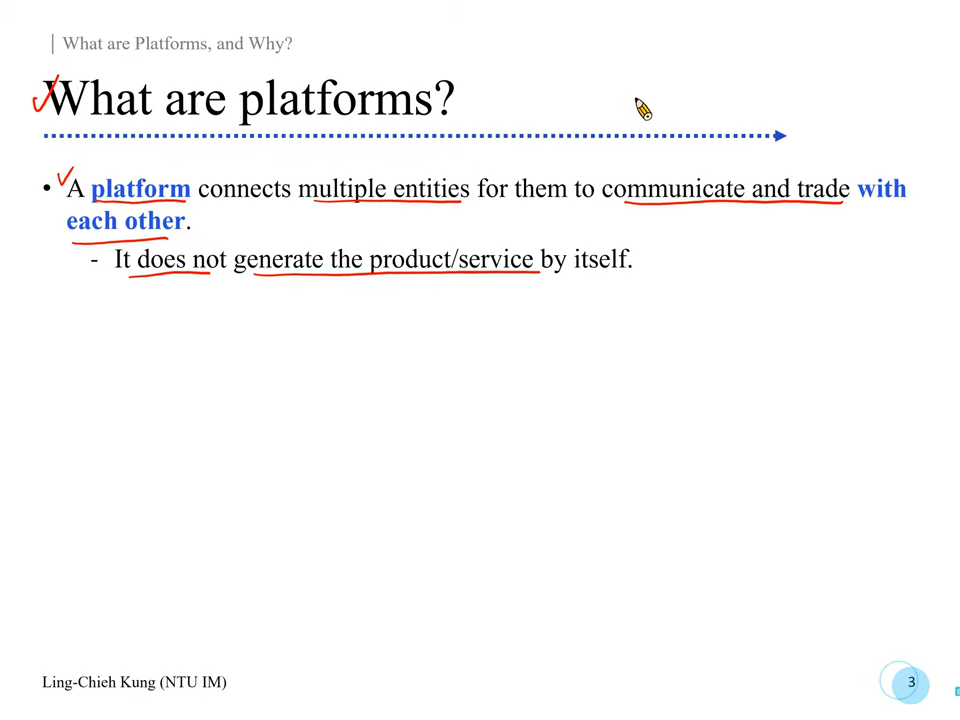 | What are Platforms, and Why?
What are platforms?
• A platform connects multiple entities for them to communicate and trade with
each other.
- It does not generate the product/service by itself.
Ling-Chieh Kung (NTU IM)
3